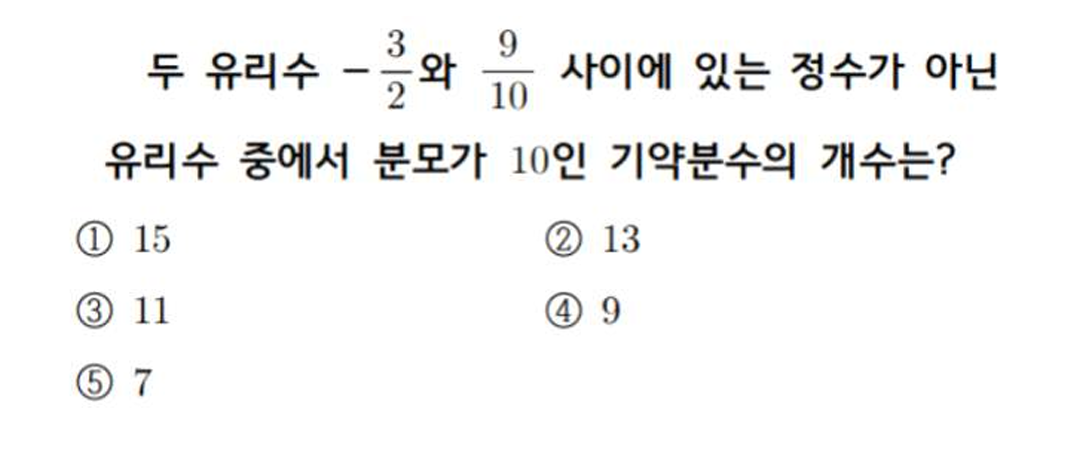 두 유리수 $-\frac{3}{2}$와 $\frac{9}{10}$ 사이에 있는 정수가 아닌
유리수 중에서 분모가 10인 기약분수의 개수는?
① 15 ② 13
③ 11 ④ 9
⑤ 7